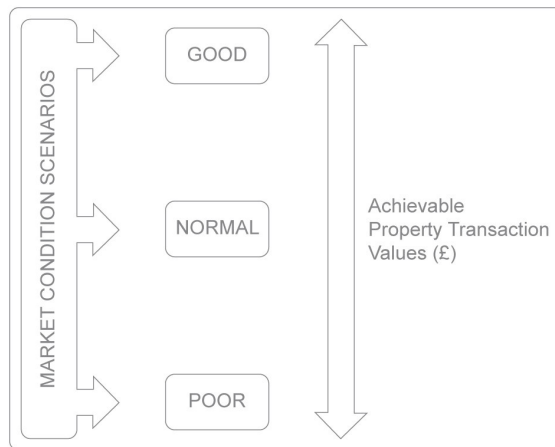 MARKET CONDITION SCENARIOS
GOOD
NORMAL
POOR
Achievable
Property Transaction
Values (£)